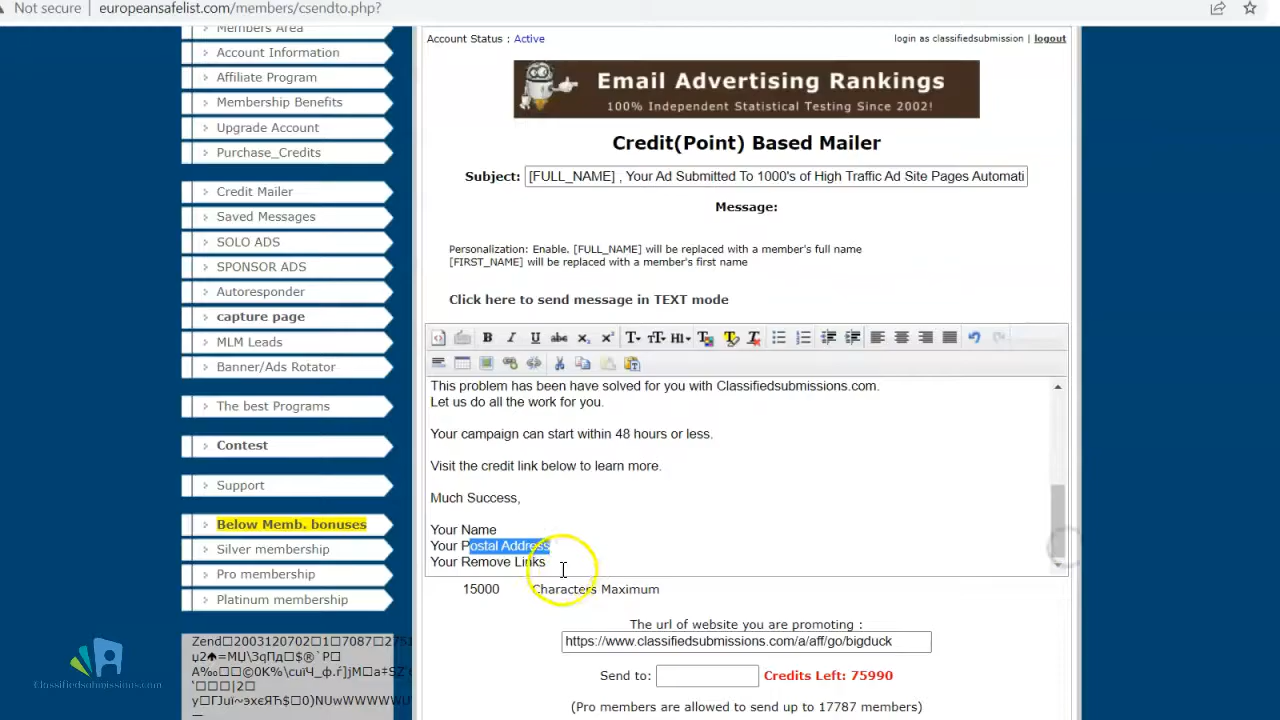 Not secure
europeansafelist.com/members/csendto.php?
Members Area
Account Information
Affiliate Program
Membership Benefits
Upgrade Account
Purchase_Credits
Credit Mailer
Saved Messages
SOLO ADS
SPONSOR ADS
Autoresponder
capture page
MLM Leads
Banner/Ads Rotator
The best Programs
Contest
Support
Below Memb. bonuses
Silver membership
Pro membership
Platinum membership
Classifiedsubmissions.com
Account Status : Active
login as classifiedsubmission | logout
Email Advertising Rankings
100% Independent Statistical Testing Since 2002!
Credit(Point) Based Mailer
Subject: [FULL_NAME] , Your Ad Submitted To 1000's of High Traffic Ad Site Pages Automati
Message:
Personalization: Enable. [FULL_NAME] will be replaced with a member's full name
[FIRST_NAME] will be replaced with a member's first name
Click here to send message in TEXT mode
This problem has been have solved for you with Classifiedsubmissions.com.
Let us do all the work for you.
Your campaign can start within 48 hours or less.
Visit the credit link below to learn more.
Much Success,
Your Name
Your Postal Address
Your Remove Links
15000 Characters Maximum
The url of website you are promoting :
https://www.classifiedsubmissions.com/a/aff/go/bigduck
Send to:
Credits Left: 75990
(Pro members are allowed to send up to 17787 members)